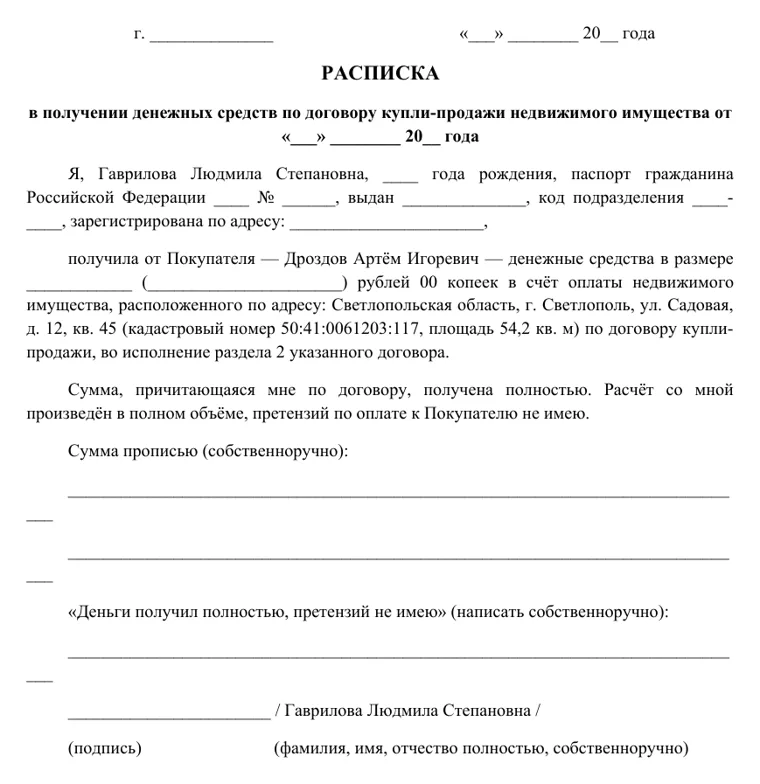 г. ______________ «___» ________ 20__ года
РАСПИСКА
в получении денежных средств по договору купли-продажи недвижимого имущества от
«___» ________ 20__ года
Я, Гаврилова Людмила Степановна, ____ года рождения, паспорт гражданина
Российской Федерации ____ № ______, выдан ______________, код подразделения ____-
____, зарегистрирована по адресу: ______________________,
получила от Покупателя — Дроздов Артём Игоревич — денежные средства в размере
____________ (______________________) рублей 00 копеек в счёт оплаты недвижимого
имущества, расположенного по адресу: Светлопольская область, г. Светлополь, ул. Садовая,
д. 12, кв. 45 (кадастровый номер 50:41:0061203:117, площадь 54,2 кв. м) по договору купли-
продажи, во исполнение раздела 2 указанного договора.
Сумма, причитающаяся мне по договору, получена полностью. Расчёт со мной
произведён в полном объёме, претензий по оплате к Покупателю не имею.
Сумма прописью (собственноручно):
___________________________________________________________________________
___
___________________________________________________________________________
___
«Деньги получил полностью, претензий не имею» (написать собственноручно):
___________________________________________________________________________
___
_______________________ / Гаврилова Людмила Степановна /
(подпись) (фамилия, имя, отчество полностью, собственноручно)